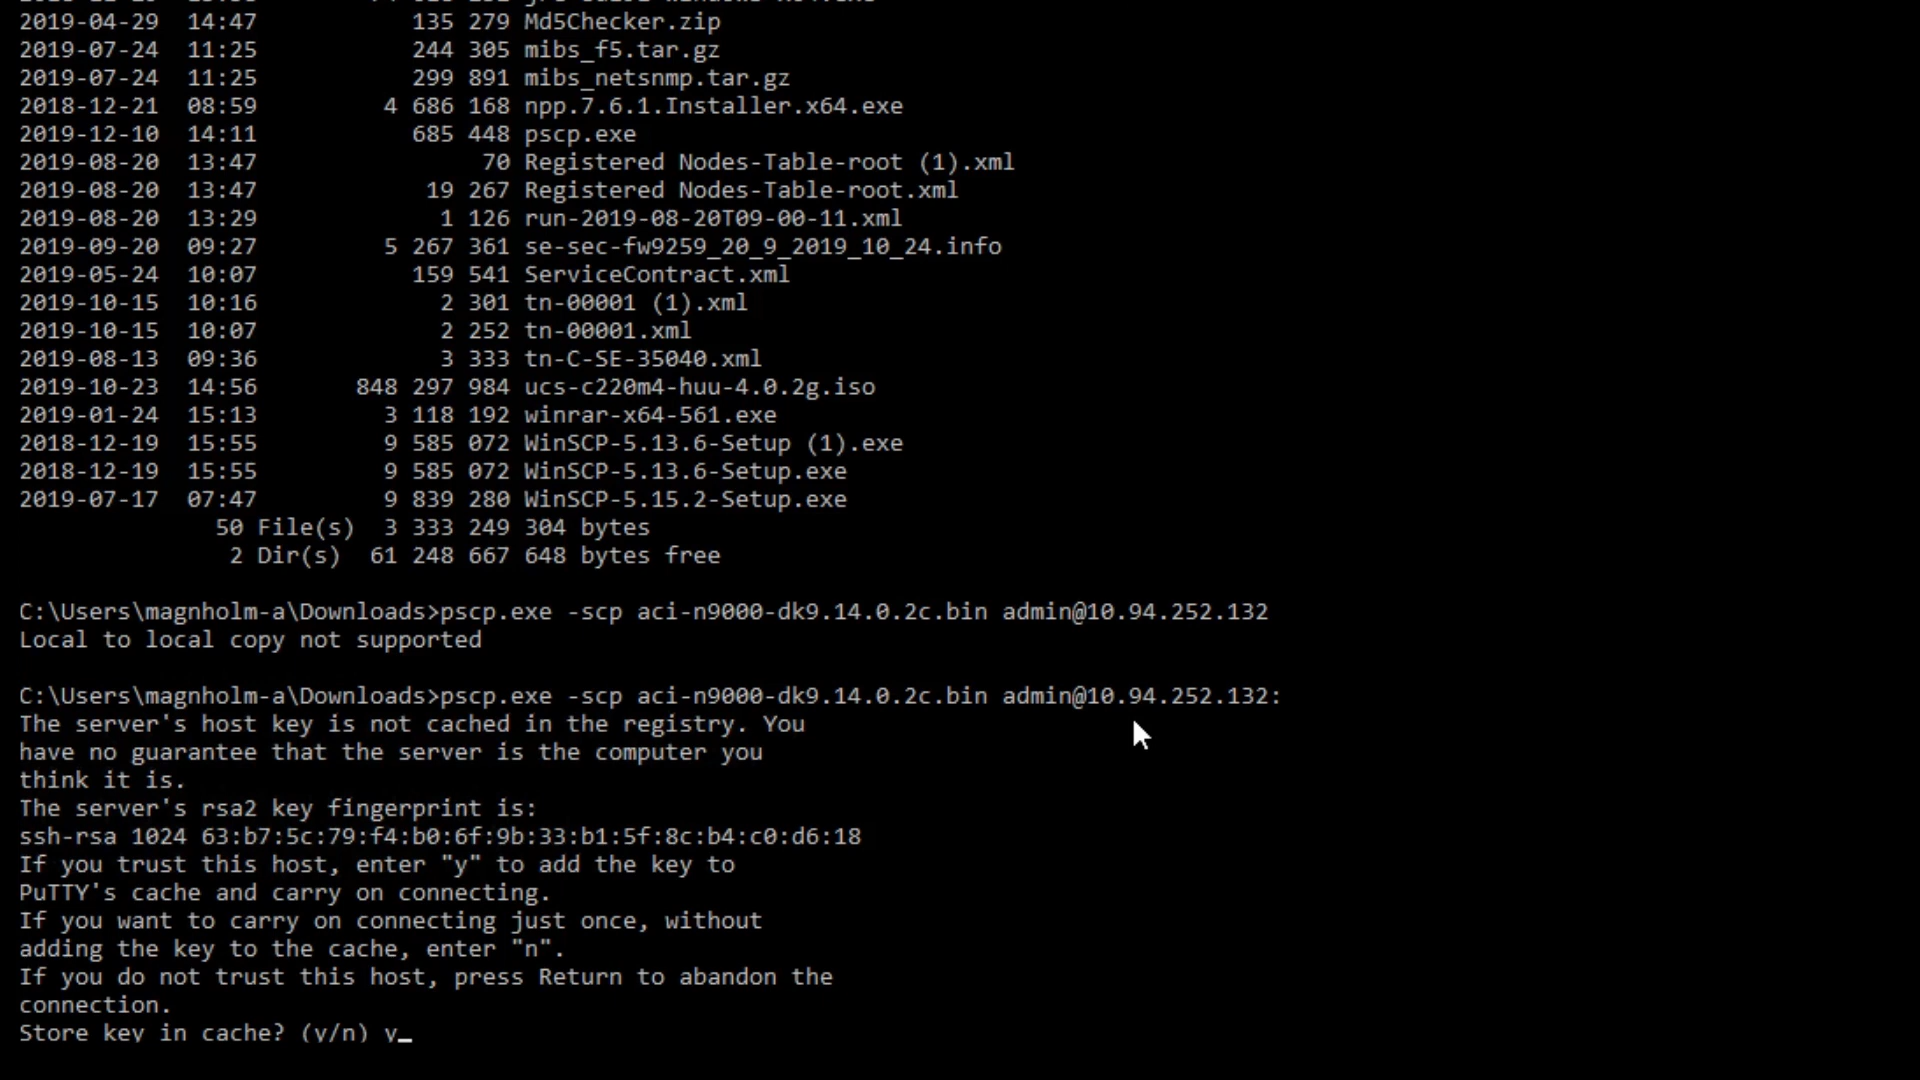 2019-04-29  14:47           135 279 Md5Checker.zip
2019-07-24  11:25           244 305 mibs_f5.tar.gz
2019-07-24  11:25           299 891 mibs_netsnmp.tar.gz
2018-12-21  08:59         4 686 168 npp.7.6.1.Installer.x64.exe
2019-12-10  14:11           685 448 pscp.exe
2019-08-20  13:47                70 Registered Nodes-Table-root (1).xml
2019-08-20  13:47            19 267 Registered Nodes-Table-root.xml
2019-08-20  13:29             1 126 run-2019-08-20T09-00-11.xml
2019-09-20  09:27         5 267 361 se-sec-fw9259_20_9_2019_10_24.info
2019-05-24  10:07           159 541 ServiceContract.xml
2019-10-15  10:16             2 301 tn-00001 (1).xml
2019-10-15  10:07             2 252 tn-00001.xml
2019-08-13  09:36             3 333 tn-C-SE-35040.xml
2019-10-23  14:56       848 297 984 ucs-c220m4-huu-4.0.2g.iso
2019-01-24  15:13         3 118 192 winrar-x64-561.exe
2018-12-19  15:55         9 585 072 WinSCP-5.13.6-Setup (1).exe
2018-12-19  15:55         9 585 072 WinSCP-5.13.6-Setup.exe
2019-07-17  07:47         9 839 280 WinSCP-5.15.2-Setup.exe
              50 File(s)  3 333 249 304 bytes
               2 Dir(s)  61 248 667 648 bytes free
C:\Users\magnholm-a\Downloads>pscp.exe -scp aci-n9000-dk9.14.0.2c.bin admin@10.94.252.132
Local to local copy not supported
C:\Users\magnholm-a\Downloads>pscp.exe -scp aci-n9000-dk9.14.0.2c.bin admin@10.94.252.132:
The server's host key is not cached in the registry. You
have no guarantee that the server is the computer you
think it is.
The server's rsa2 key fingerprint is:
ssh-rsa 1024 63:b7:5c:79:f4:b0:6f:9b:33:b1:5f:8c:b4:c0:d6:18
If you trust this host, enter "y" to add the key to
PuTTY's cache and carry on connecting.
If you want to carry on connecting just once, without
adding the key to the cache, enter "n".
If you do not trust this host, press Return to abandon the
connection.
Store key in cache? (y/n) y_